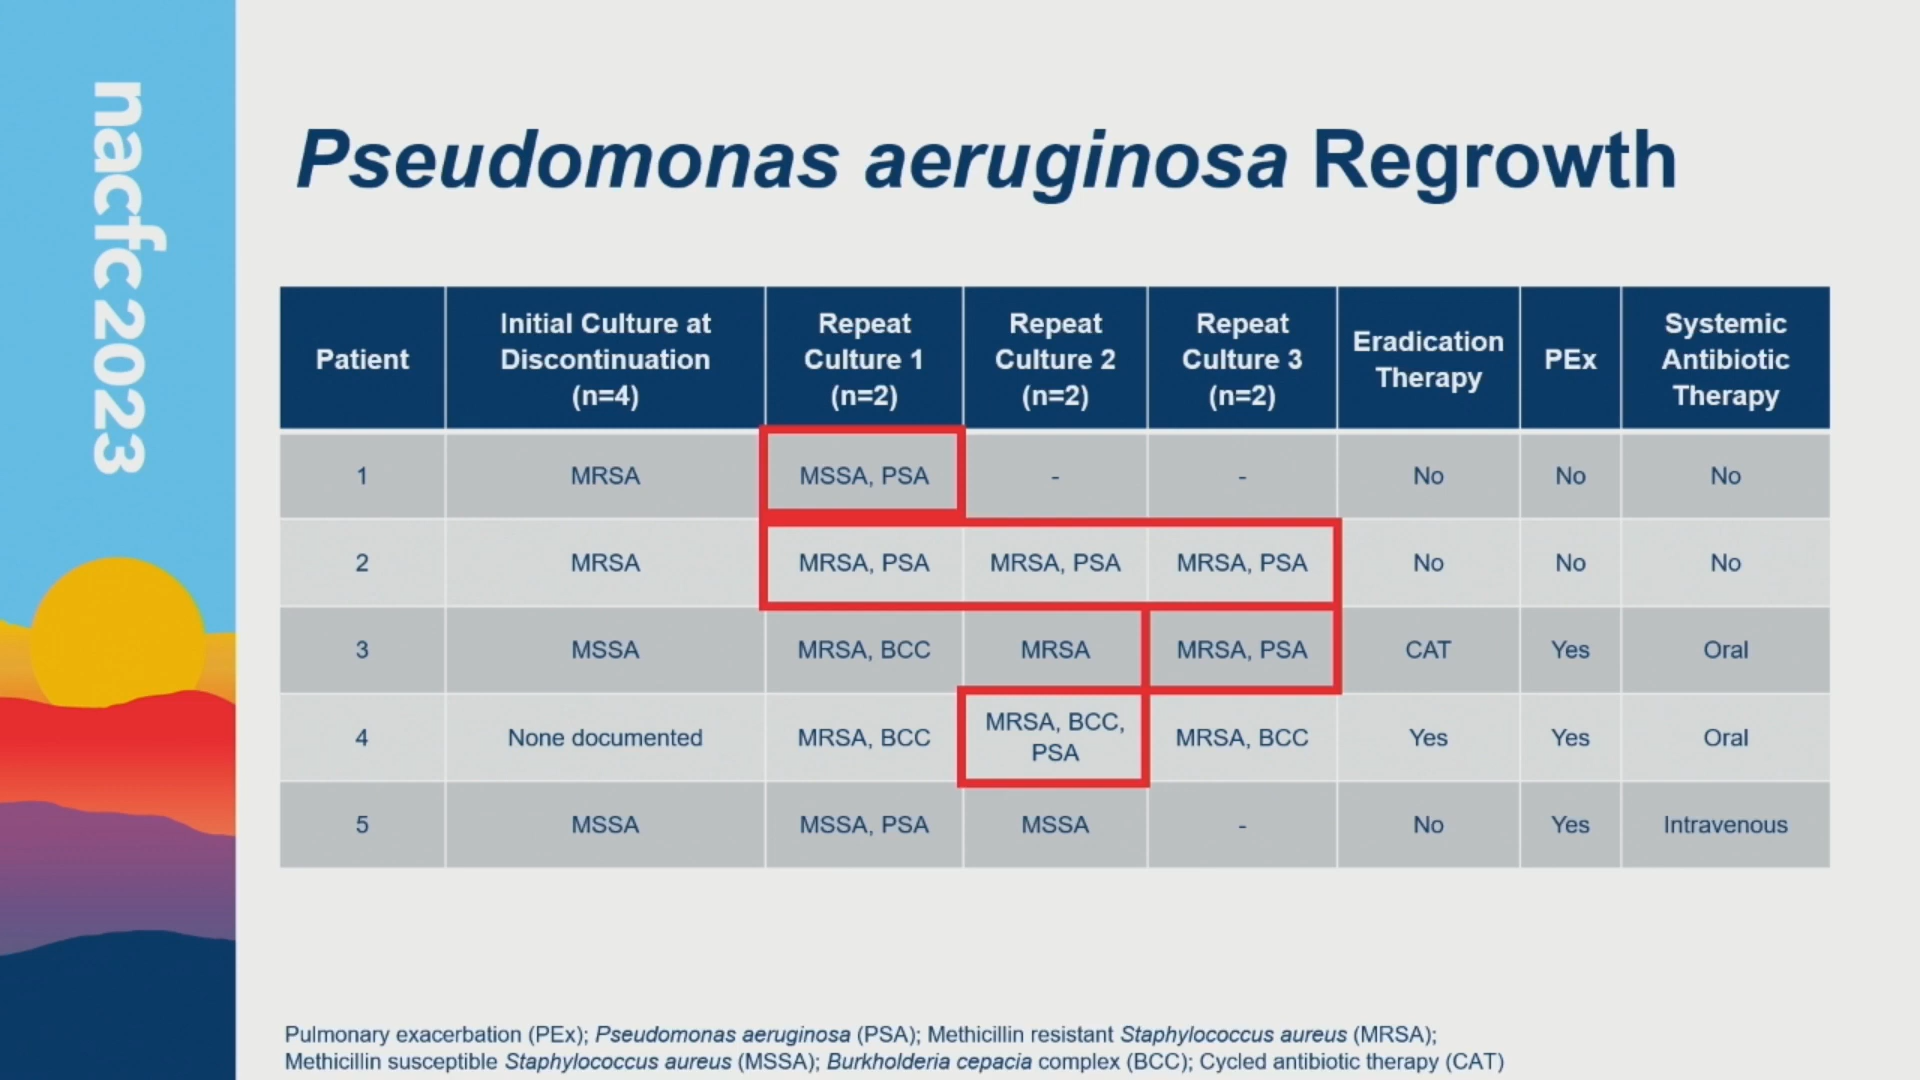 nacfc 2023
Pseudomonas aeruginosa Regrowth
Patient
Initial Culture at
Discontinuation
(n=4)
Repeat
Culture 1
(n=2)
Repeat
Culture 2
(n=2)
Repeat
Culture 3
(n=2)
Eradication
Therapy
PEx
Systemic
Antibiotic
Therapy
1 MRSA MSSA, PSA - - No No No
2 MRSA MRSA, PSA MRSA, PSA MRSA, PSA No No No
3 MSSA MRSA, BCC MRSA MRSA, PSA CAT Yes Oral
4 None documented MRSA, BCC MRSA, BCC,
PSA MRSA, BCC Yes Yes Oral
5 MSSA MSSA, PSA MSSA - No Yes Intravenous
Pulmonary exacerbation (PEx); Pseudomonas aeruginosa (PSA); Methicillin resistant Staphylococcus aureus (MRSA);
Methicillin susceptible Staphylococcus aureus (MSSA); Burkholderia cepacia complex (BCC); Cycled antibiotic therapy (CAT)